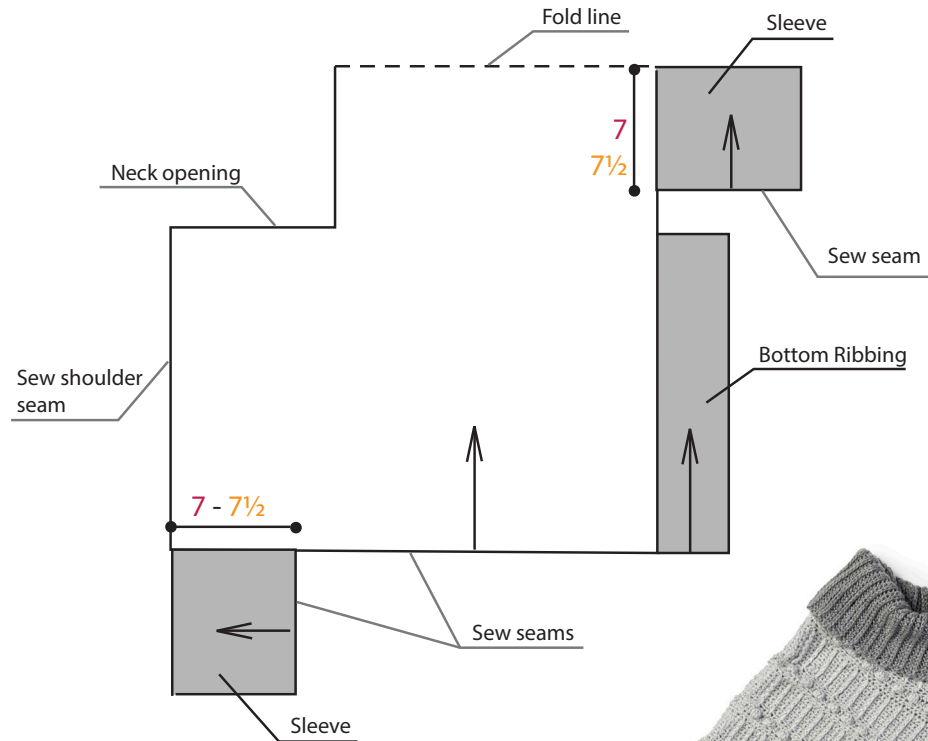 Fold line
Sleeve
7
7½
Neck opening
Sew seam
Bottom Ribbing
Sew shoulder
seam
7 - 7½
Sew seams
Sleeve